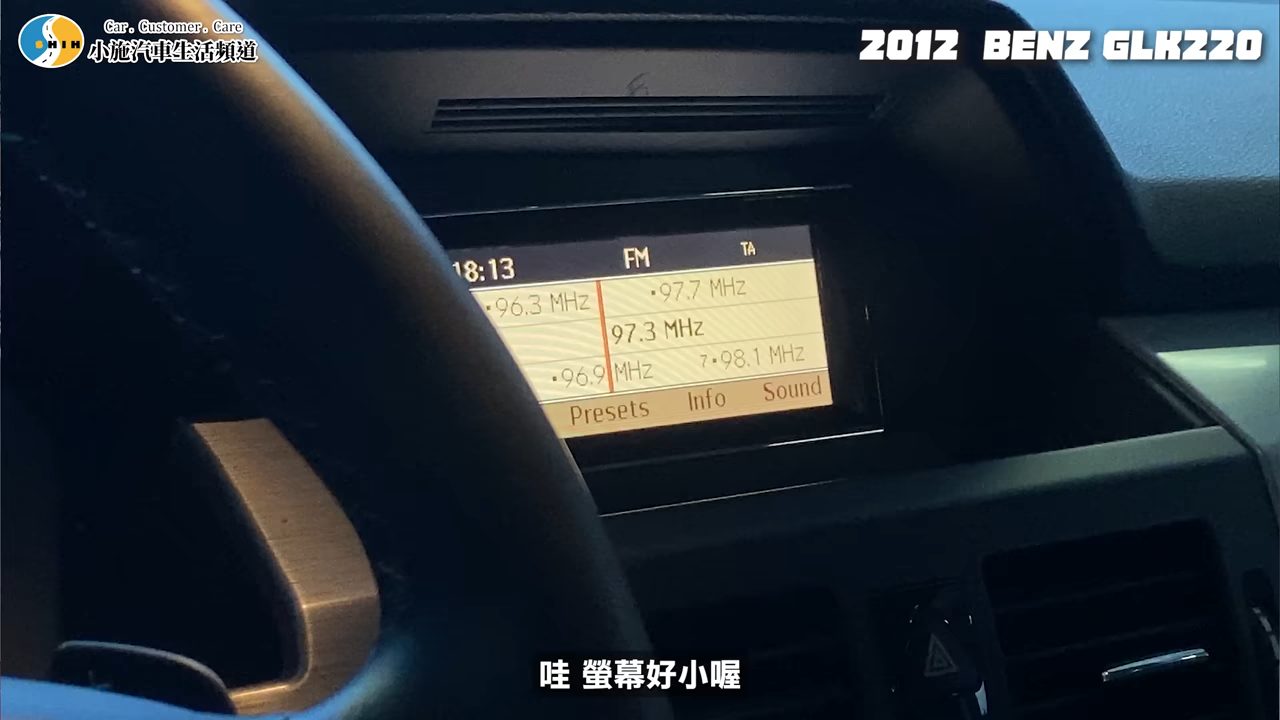 Car. Customer. Care
SHIH 小施汽車生活頻道
2012 BENZ GLK220
18:13 FM TA
•96.3 MHz •97.7 MHz
97.3 MHz
•96.9 MHz 7•98.1 MHz
Presets Info Sound
哇 螢幕好小喔